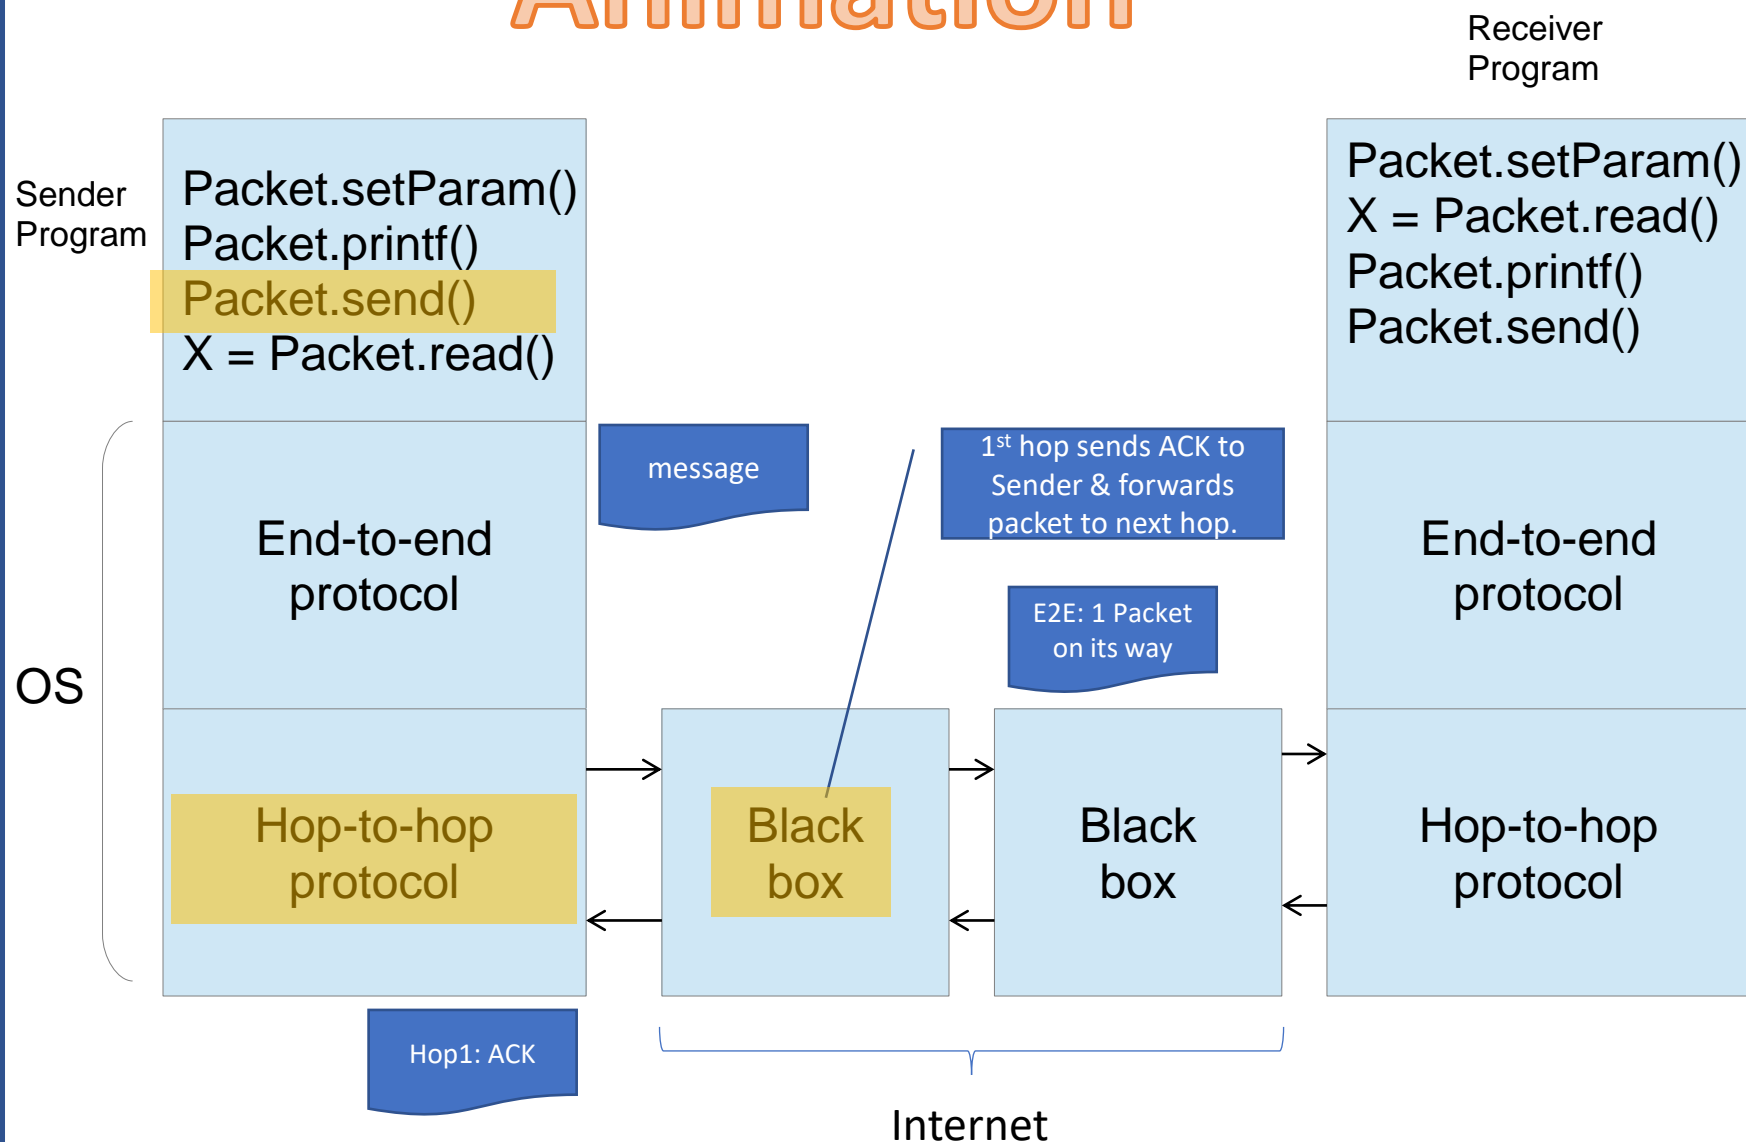 Animation
Receiver
Program
Sender
Program
Packet.setParam()
Packet.printf()
Packet.send()
X = Packet.read()
Packet.setParam()
X = Packet.read()
Packet.printf()
Packet.send()
message
1st hop sends ACK to
Sender & forwards
packet to next hop.
End-to-end
protocol
End-to-end
protocol
E2E: 1 Packet
on its way
OS
Hop-to-hop
protocol
Black
box
Black
box
Hop-to-hop
protocol
Hop1: ACK
Internet